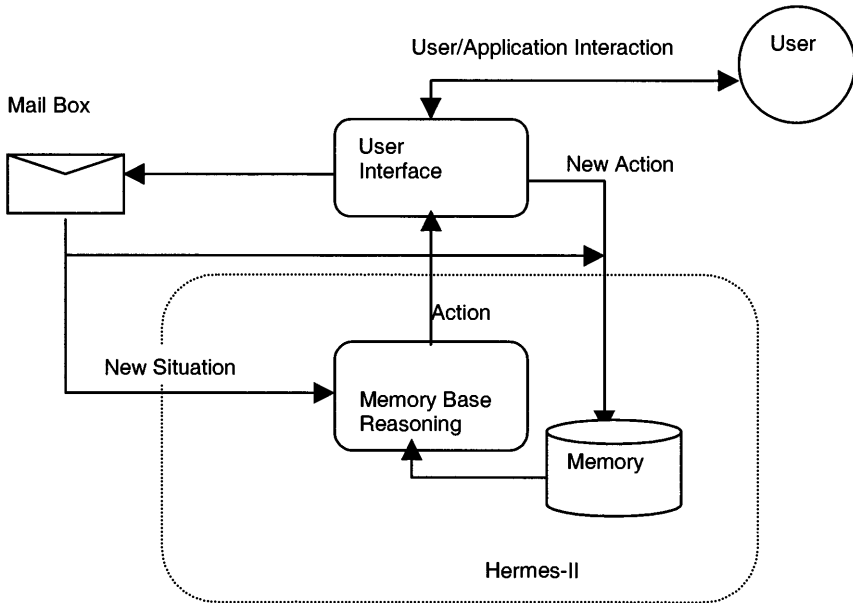 User/Application Interaction
User
Mail Box
User
Interface
New Action
Action
New Situation
Memory Base
Reasoning
Memory
Hermes-II